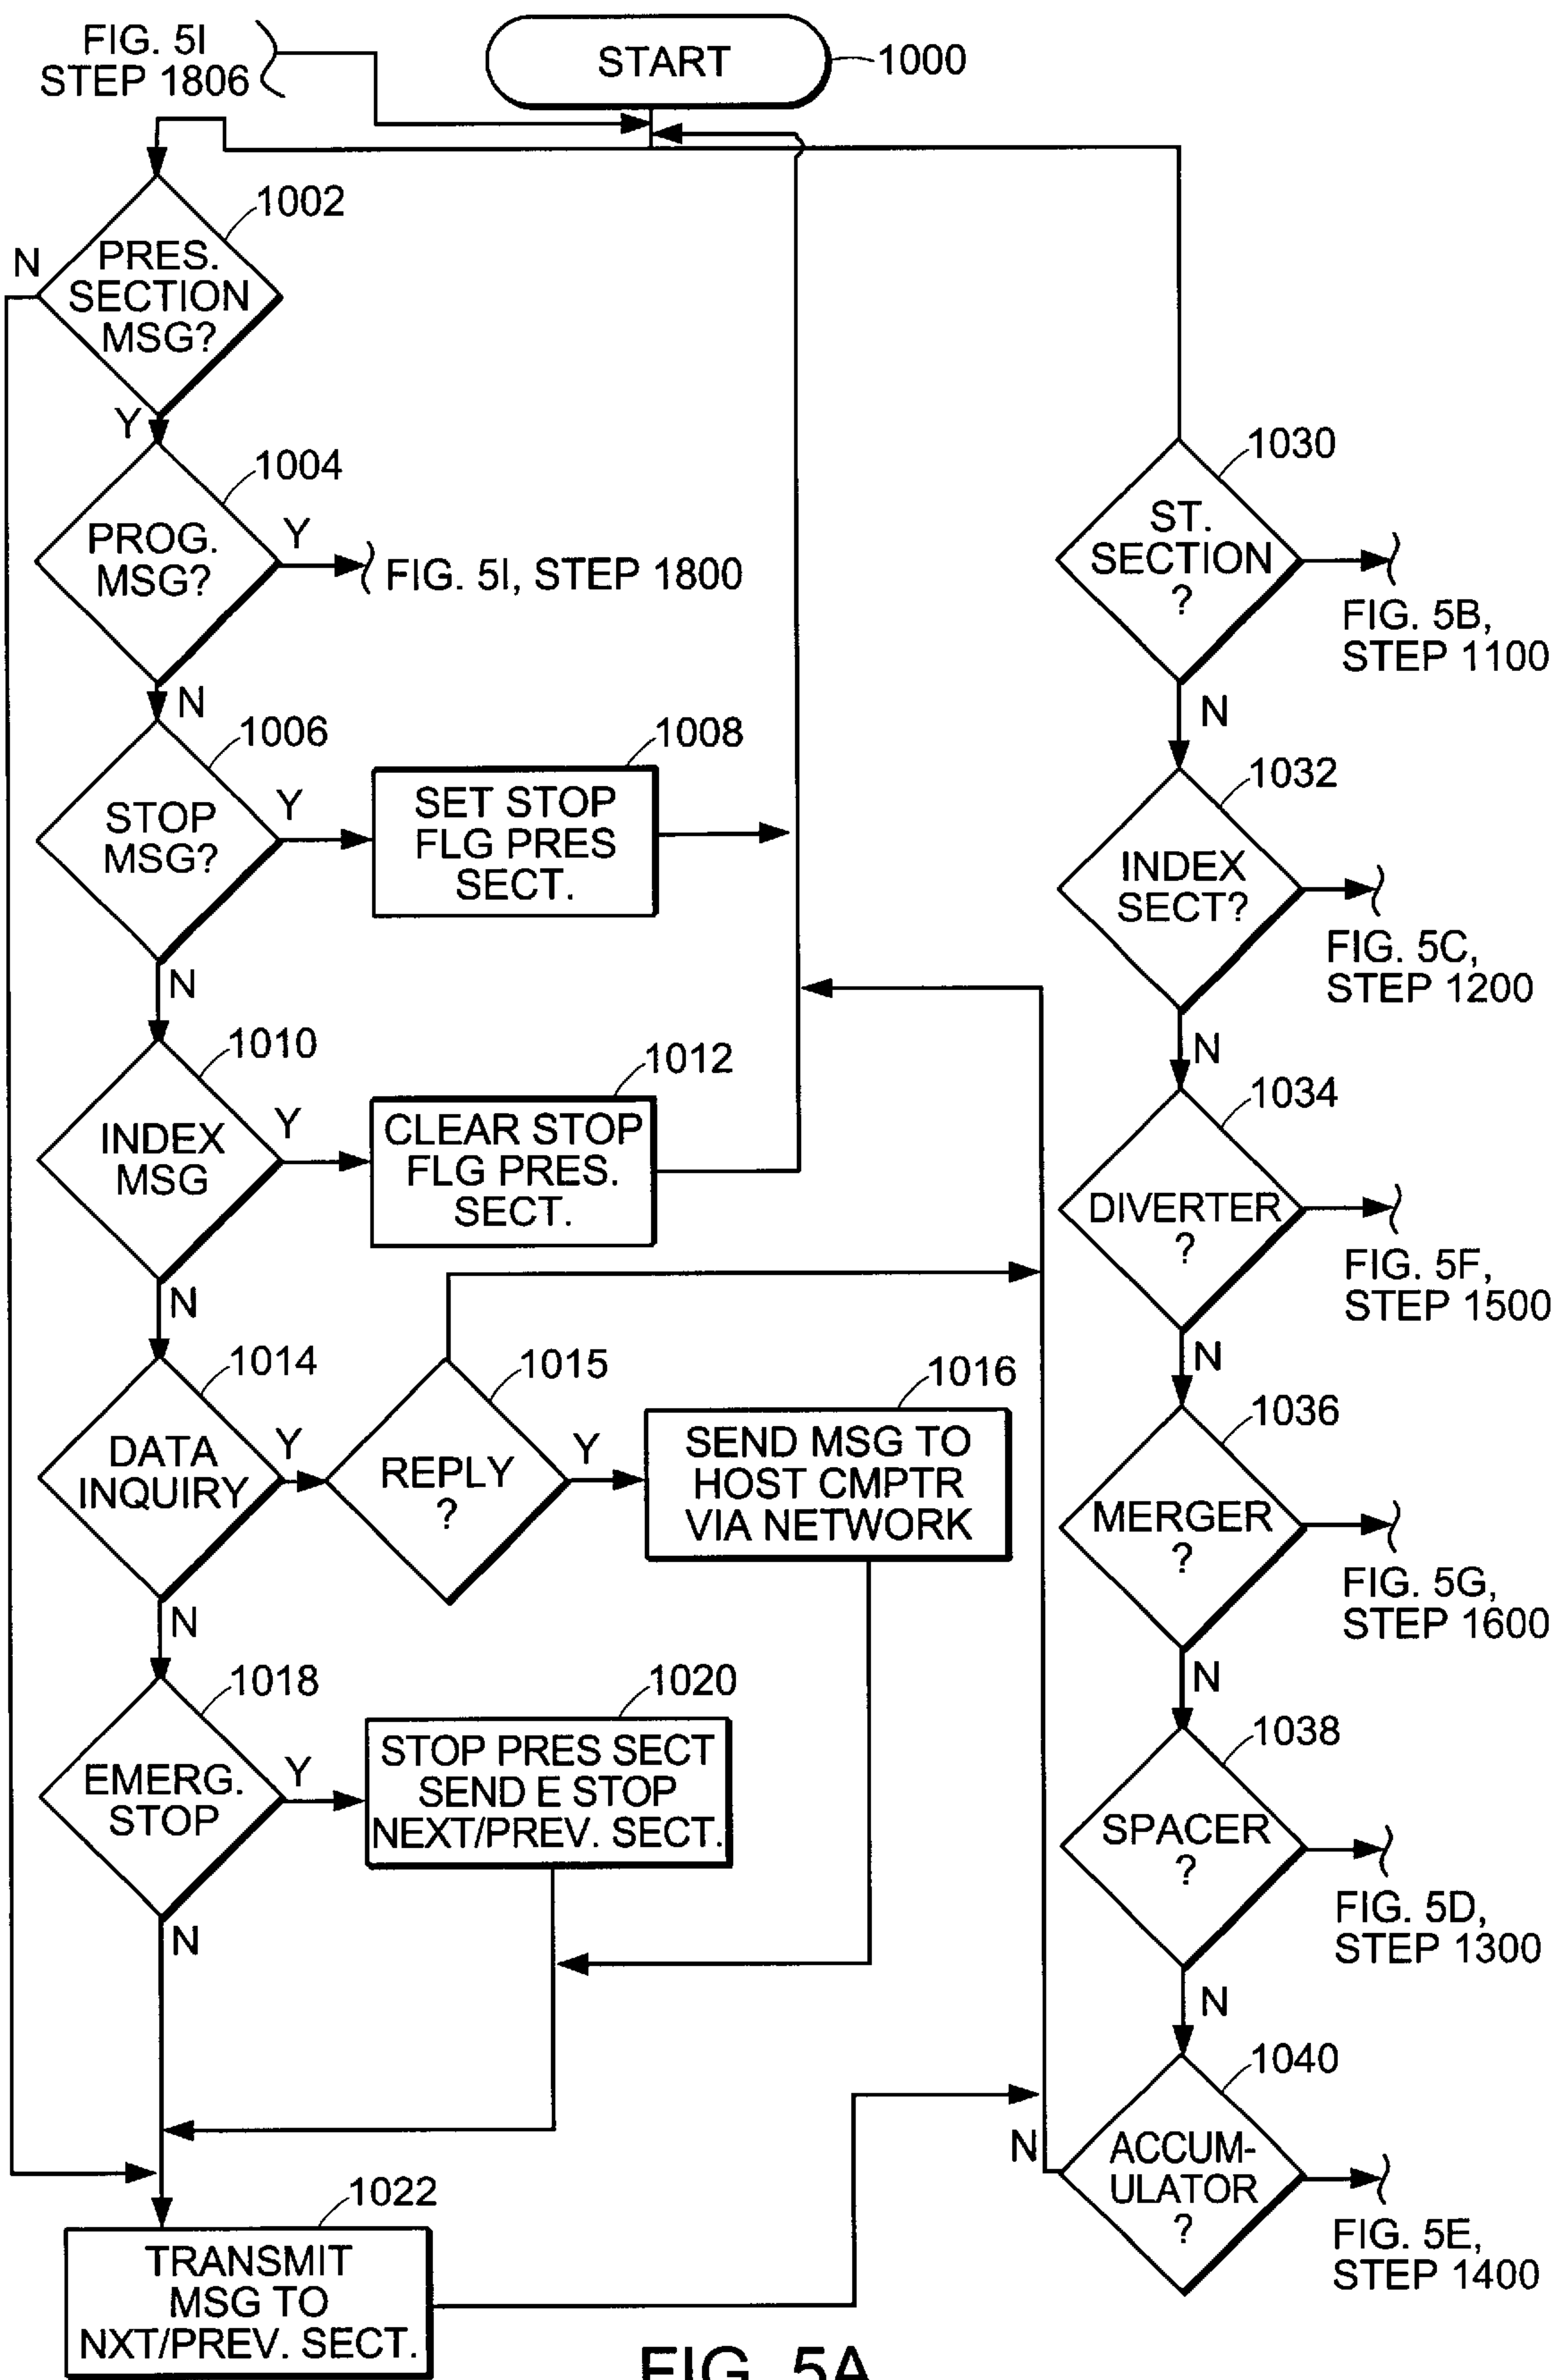 FIG. 5I
STEP 1806
START
1000
1002
N
PRES.
SECTION
MSG?
Y
1004
PROG.
MSG?
Y
FIG. 5I, STEP 1800
N
1006
STOP
MSG?
Y
1008
SET STOP
FLG PRES
SECT.
N
1010
INDEX
MSG
Y
1012
CLEAR STOP
FLG PRES.
SECT.
N
1014
DATA
INQUIRY
Y
1015
REPLY
?
Y
1016
SEND MSG TO
HOST CMPTR
VIA NETWORK
N
1018
EMERG.
STOP
Y
1020
STOP PRES SECT
SEND E STOP
NEXT/PREV. SECT.
N
1022
TRANSMIT
MSG TO
NXT/PREV. SECT.
1030
ST.
SECTION
?
FIG. 5B,
STEP 1100
N
1032
INDEX
SECT?
FIG. 5C,
STEP 1200
N
1034
DIVERTER
?
FIG. 5F,
STEP 1500
N
1036
MERGER
?
FIG. 5G,
STEP 1600
N
1038
SPACER
?
FIG. 5D,
STEP 1300
N
1040
N
ACCUM-
ULATOR
?
FIG. 5E,
STEP 1400
FIG. 5A